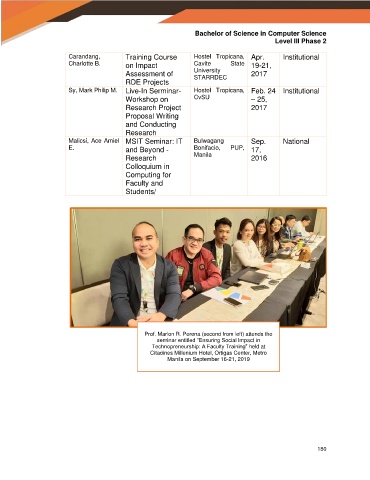 Bachelor of Science in Computer Science
Level III Phase 2
Carandang, Charlotte B. Training Course on Impact Assessment of RDE Projects Hostel Tropicana, Cavite State University STARRDEC Apr. 19-21, 2017 Institutional
Sy, Mark Philip M. Live-In Serminar-Workshop on Research Project Proposal Writing and Conducting Research Hostel Tropicana, CvSU Feb. 24 – 25, 2017 Institutional
Malicsi, Ace Amiel E. MSIT Seminar: IT and Beyond - Research Colloquium in Computing for Faculty and Students/ Bulwagang Bonifacio, PUP, Manila Sep. 17, 2016 National
Prof. Marion R. Perena (second from left) attends the
seminar entitled "Ensuring Social Impact in
Technopreneurship: A Faculty Training" held at
Citadines Millenium Hotel, Ortigas Center, Metro
Manila on September 16-21, 2019
180